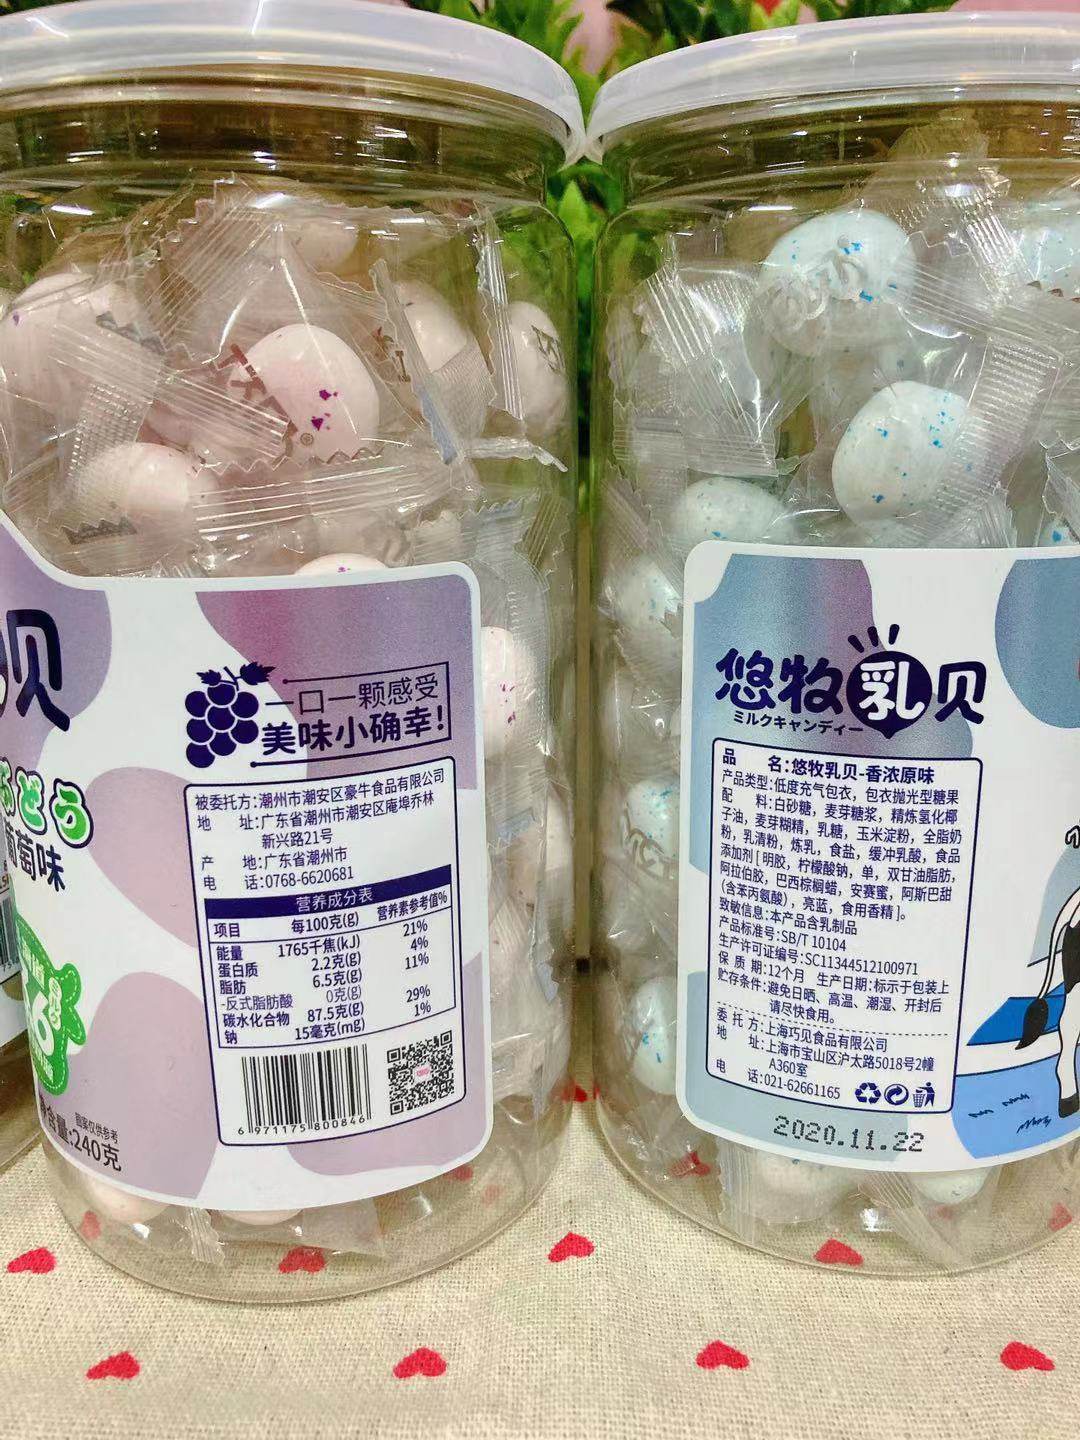 贝
ぶどう
葡萄味
一口一颗感受
美味小确幸!
被委托方:潮州市潮安区豪牛食品有限公司
地 址:广东省潮州市潮安区庵埠乔林
新兴路21号
产 地:广东省潮州市
电 话:0768-6620681
营养成分表
项目 每100克(g) 营养素参考值%
能量 1765千焦(kJ) 21%
蛋白质 2.2克(g) 4%
脂肪 6.5克(g) 11%
-反式脂肪酸 0克(g)
碳水化合物 87.5克(g) 29%
钠 15毫克(mg) 1%
6 971175 800846
图案仅供参考
净含量:240克
悠牧乳贝
ミルクキャンディー
品 名:悠牧乳贝-香浓原味
产品类型:低度充气包衣，包衣抛光型糖果
配 料:白砂糖，麦芽糖浆，精炼氢化椰
子油，麦芽糊精，乳糖，玉米淀粉，全脂奶
粉，乳清粉，炼乳，食盐，缓冲乳酸，食品
添加剂[明胶，柠檬酸钠，单，双甘油脂肪，
阿拉伯胶，巴西棕榈蜡，安赛蜜，阿斯巴甜
(含苯丙氨酸)，亮蓝，食用香精]。
致敏信息:本产品含乳制品
产品标准号:SB/T 10104
生产许可证编号:SC11344512100971
保 质 期:12个月 生产日期:标示于包装上
贮存条件:避免日晒、高温、潮湿、开封后
请尽快食用。
委 托 方:上海巧贝食品有限公司
地 址:上海市宝山区沪太路5018号2幢
A360室
电 话:021-62661165
2020.11.22